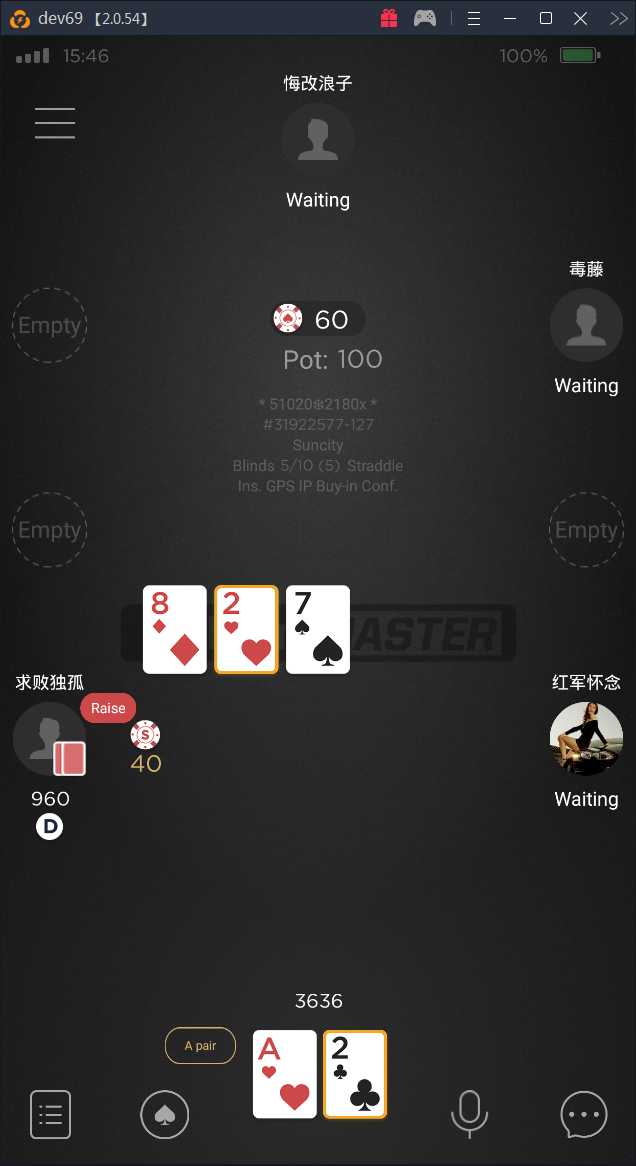 dev69 【2.0.54】
15:46
100%
悔改浪子
Waiting
毒藤
Empty
60
Waiting
Pot: 100
* 51020❄2180x *
#31922577-127
Suncity
Blinds 5/10 (5) Straddle
Ins. GPS IP Buy-in Conf.
Empty
Empty
8
2
7
MASTER
求败独孤
红军怀念
Raise
S
40
960
Waiting
D
3636
A pair
A
2